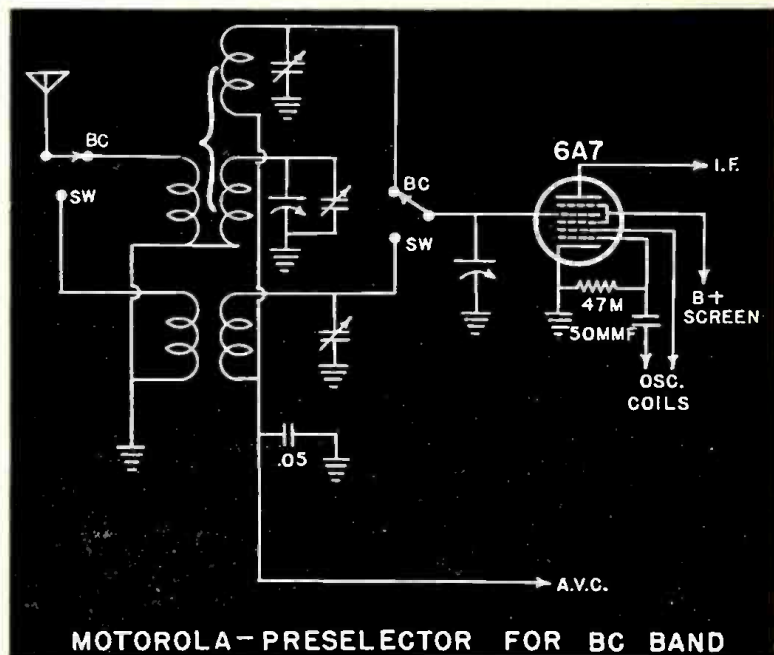 BC
SW
BC
SW
6A7
I.F.
47M
50MMF
B+
SCREEN
OSC.
COILS
.05
A.V.C.
MOTOROLA-PRESELECTOR FOR BC BAND